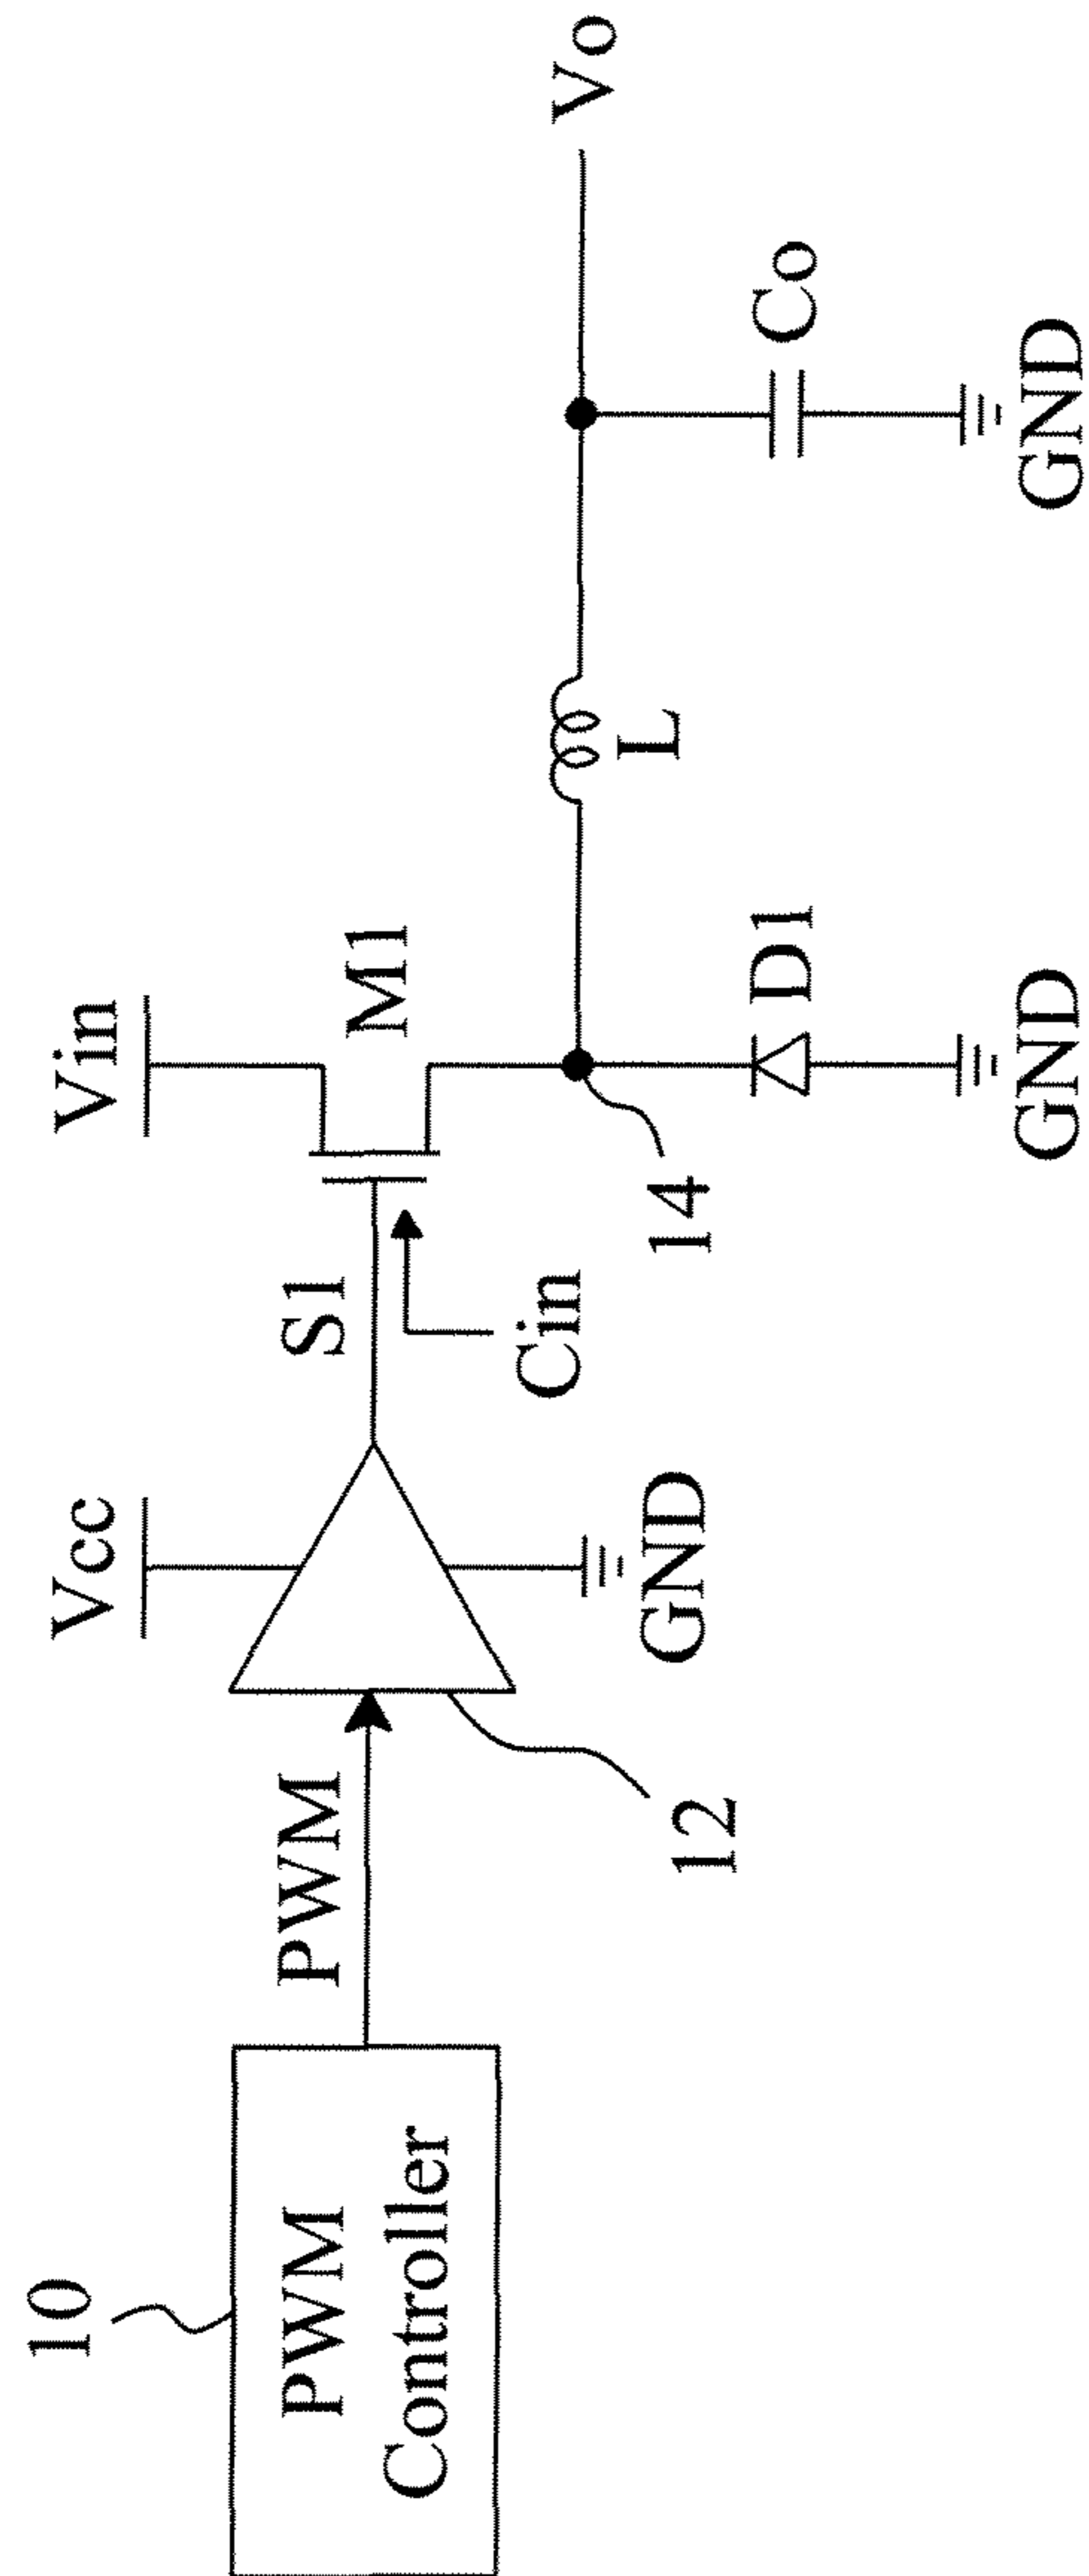 10
PWM
Controller
PWM
12
Vcc
GND
S1
Cin
Vin
M1
14
D1
GND
L
Co
GND
Vo